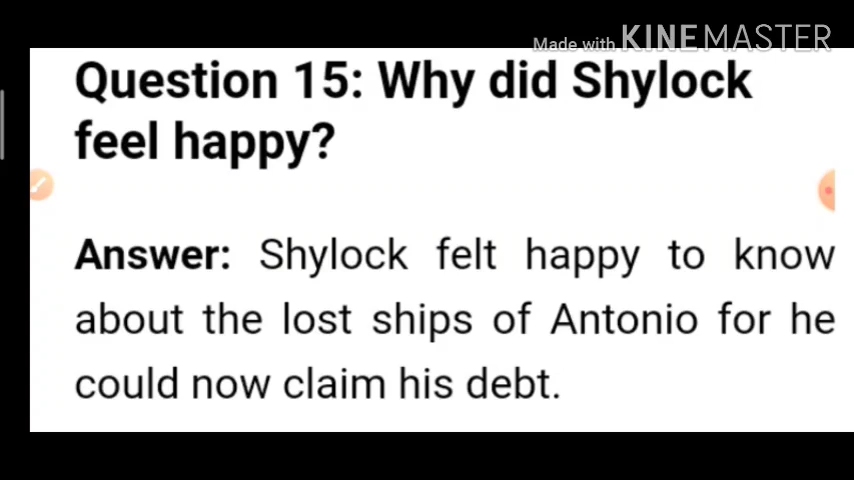 Made with KINEMASTER
Question 15: Why did Shylock
feel happy?
Answer: Shylock felt happy to know
about the lost ships of Antonio for he
could now claim his debt.